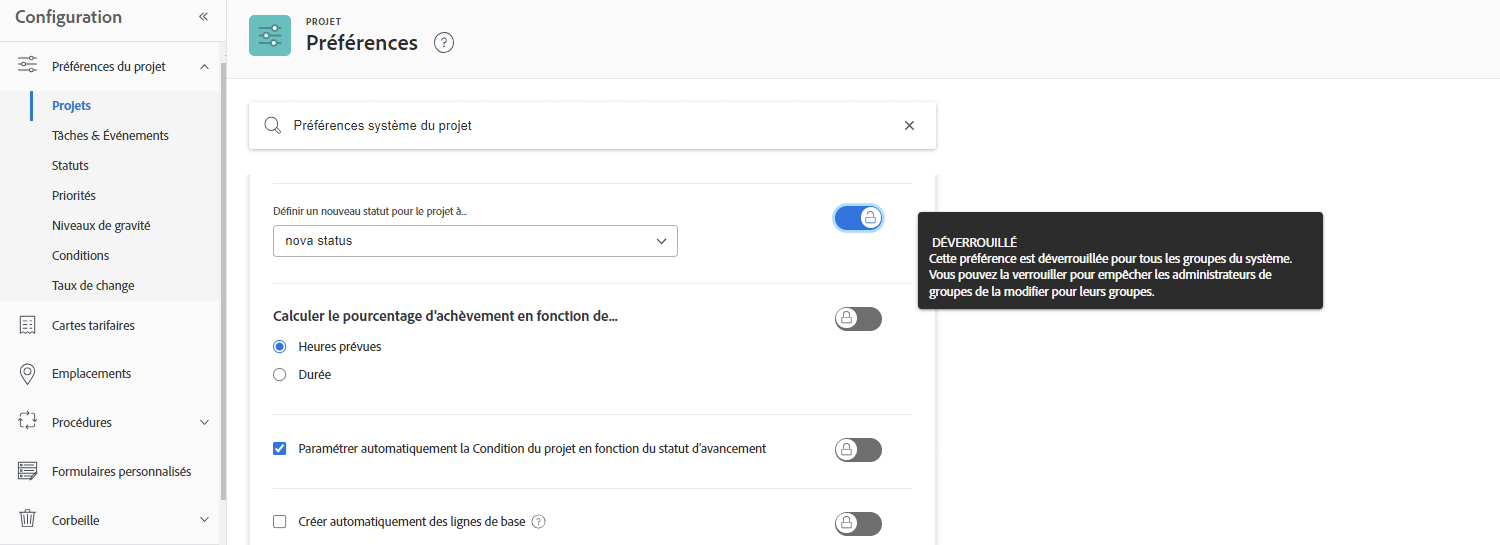 Configuration
«
PROJET
Préférences
?
Préférences du projet
Projets
Tâches & Événements
Statuts
Priorités
Niveaux de gravité
Conditions
Taux de change
Cartes tarifaires
Emplacements
Procédures
Formulaires personnalisés
Corbeille
Préférences système du projet
Définir un nouveau statut pour le projet à...
nova status
DÉVERROUILLÉ
Cette préférence est déverrouillée pour tous les groupes du système.
Vous pouvez la verrouiller pour empêcher les administrateurs de
groupes de la modifier pour leurs groupes.
Calculer le pourcentage d'achèvement en fonction de...
Heures prévues
Durée
Paramétrer automatiquement la Condition du projet en fonction du statut d'avancement
Créer automatiquement des lignes de base ?